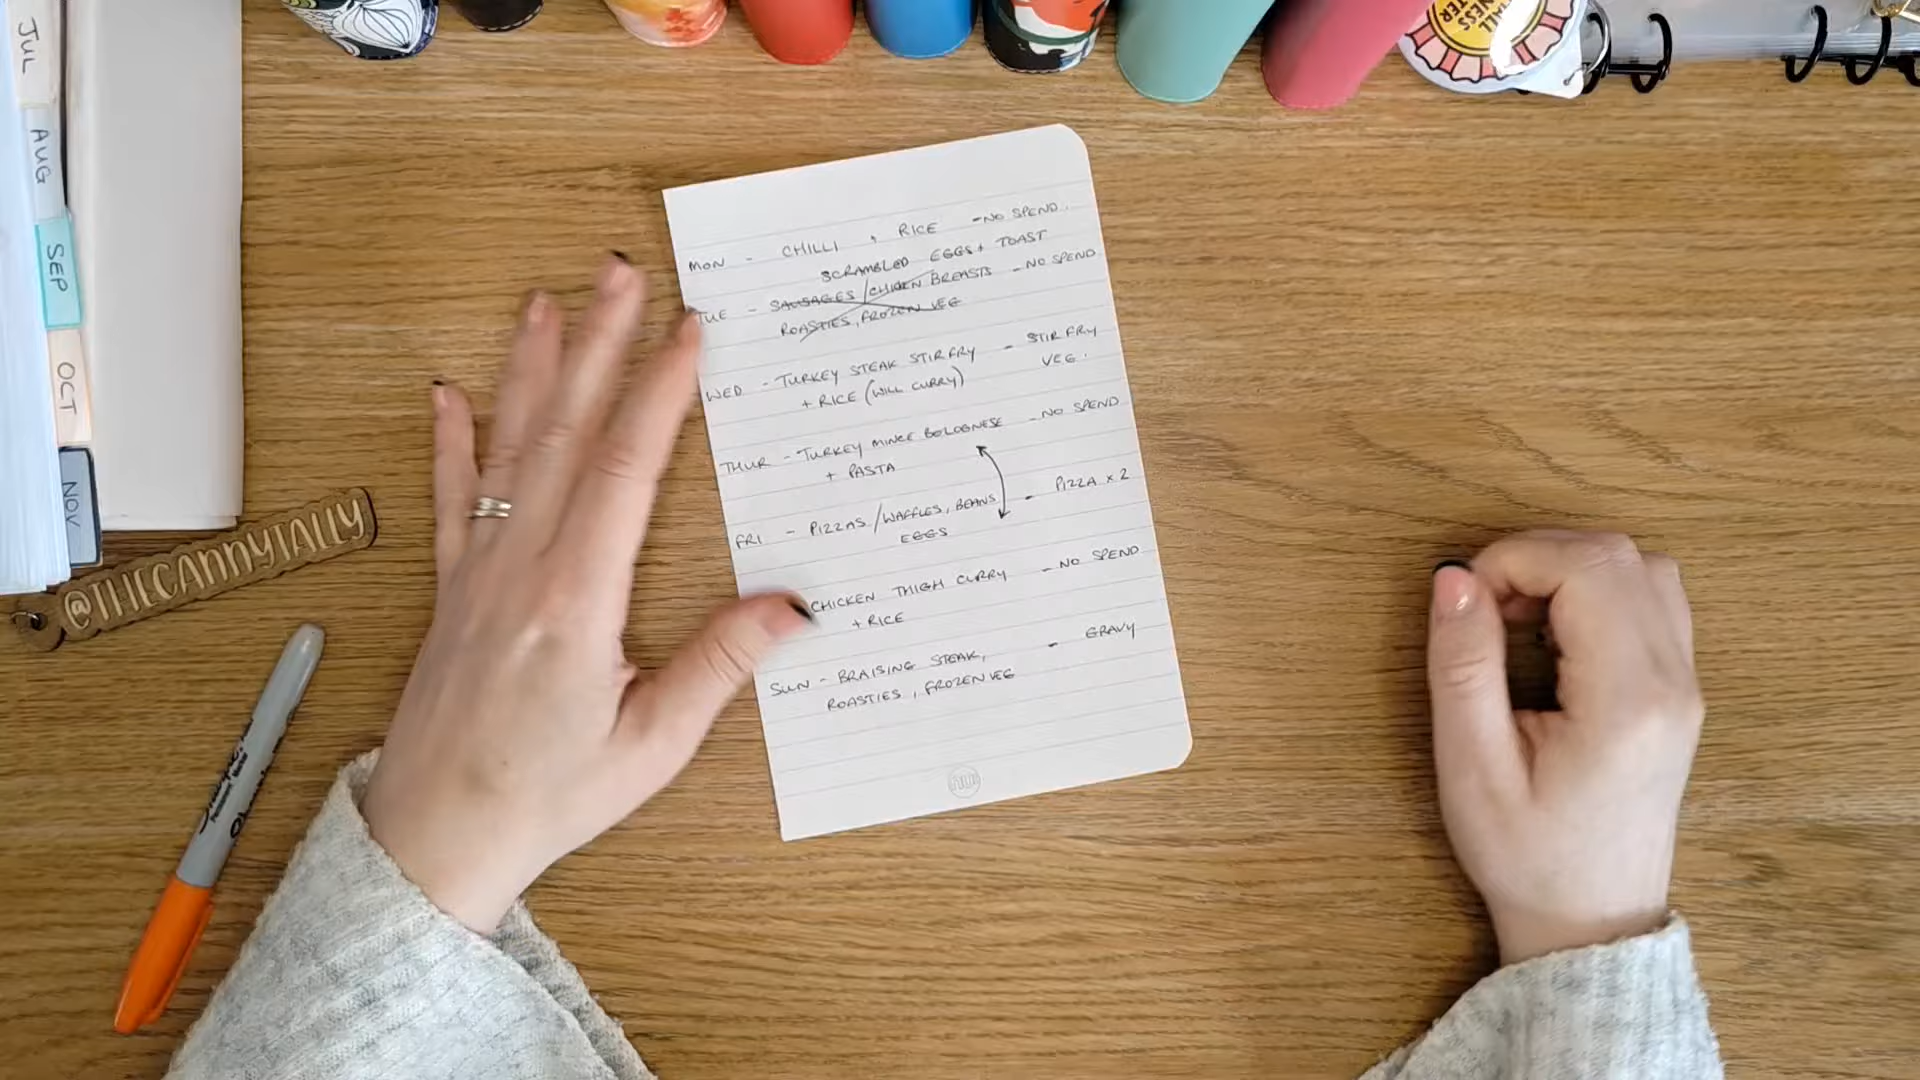 JUL
AUG
SEP
OCT
NOV
@THECANNYTALLY
MON - CHILLI + RICE - NO SPEND.
SCRAMBLED EGGS + TOAST
TUE - SAUSAGES / CHICKEN BREASTS - NO SPEND
ROASTIES, FROZEN VEG
WED - TURKEY STEAK STIR FRY - STIR FRY
+ RICE (WILL CURRY) VEG.
THUR - TURKEY MINCE BOLOGNESE - NO SPEND
+ PASTA
FRI - PIZZAS / WAFFLES, BEANS - PIZZA x 2
EGGS
CHICKEN THIGH CURRY - NO SPEND
+ RICE
SUN - BRAISING STEAK, - GRAVY
ROASTIES, FROZEN VEG